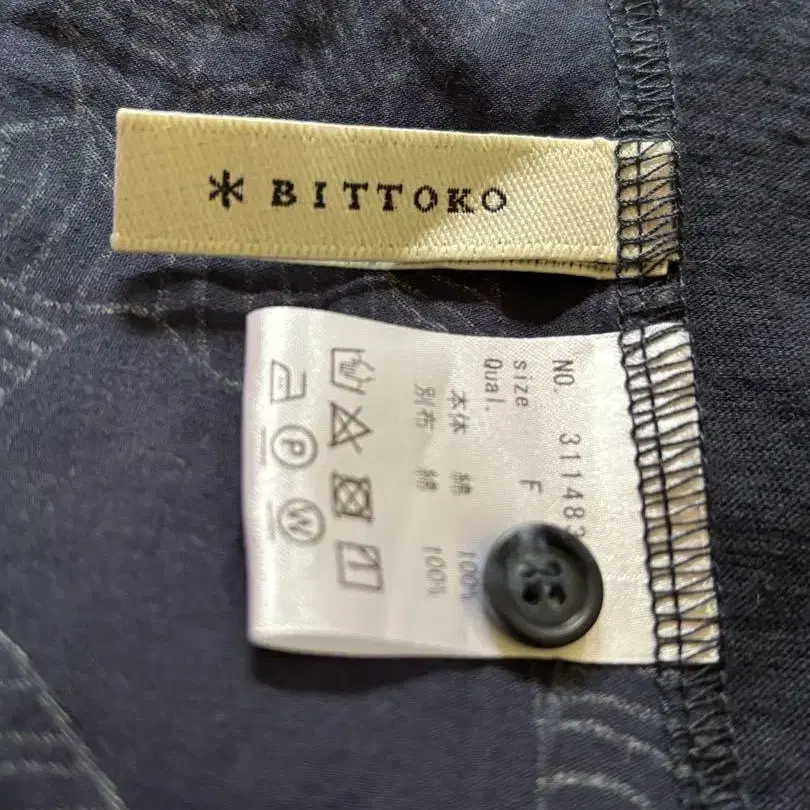 * BITTOKO
NO. 311483
size F
Qual.
本体 綿 100%
別布 綿 100%
P
W